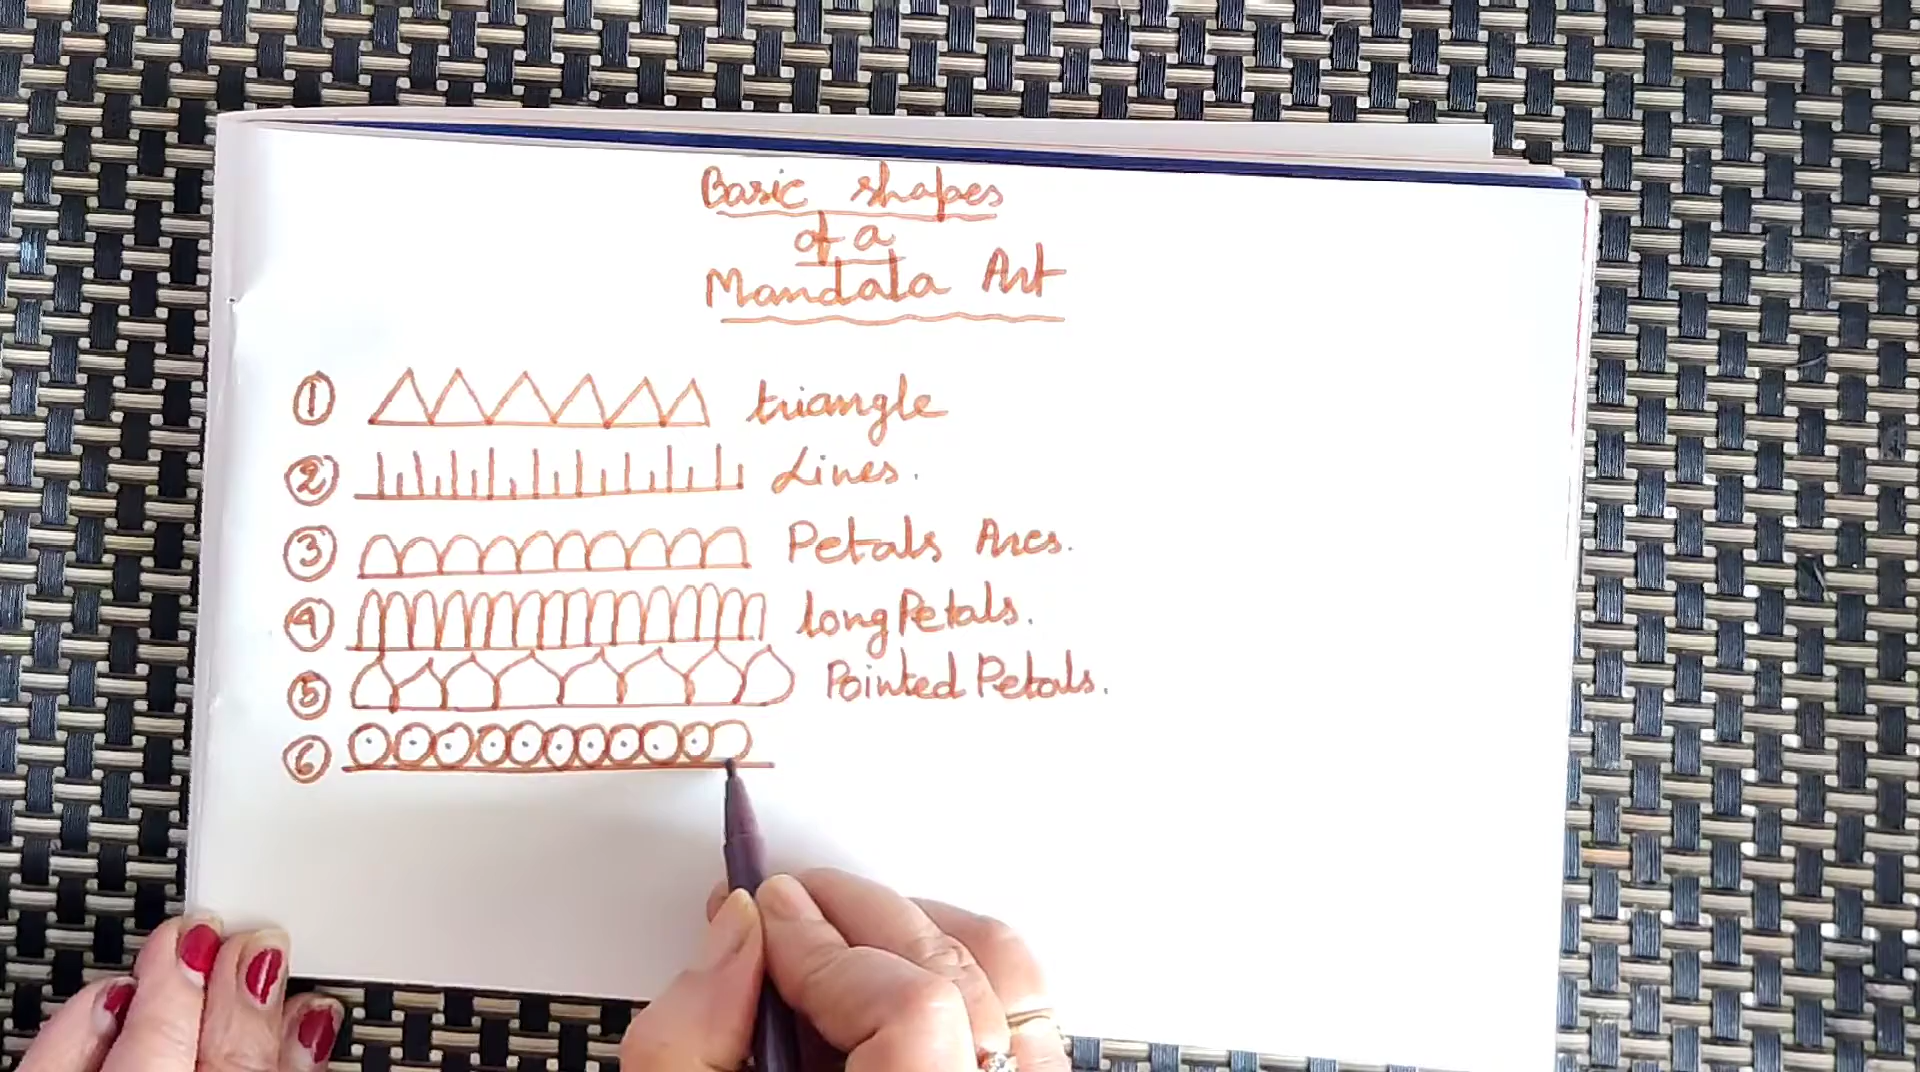 Basic shapes
of a
Mandala Art
1 triangle
2 Lines.
3 Petals Arcs.
4 long Petals.
5 Pointed Petals.
6